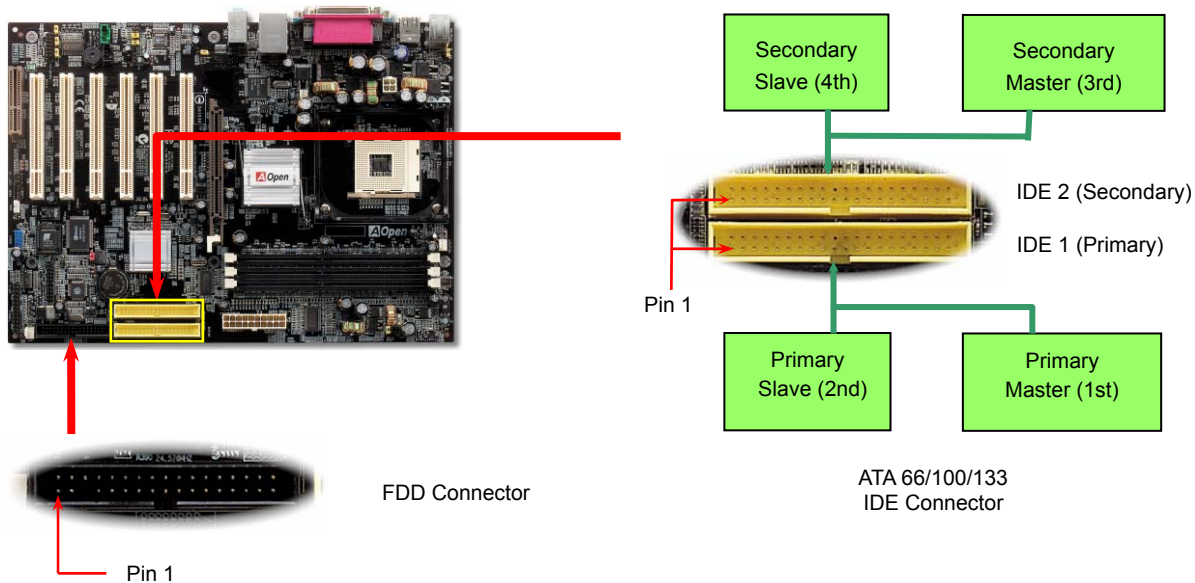 Secondary
Slave (4th)
Secondary
Master (3rd)
AOpen
AOpen
IDE 2 (Secondary)
IDE 1 (Primary)
Pin 1
Primary
Slave (2nd)
Primary
Master (1st)
FDD Connector
ATA 66/100/133
IDE Connector
Pin 1